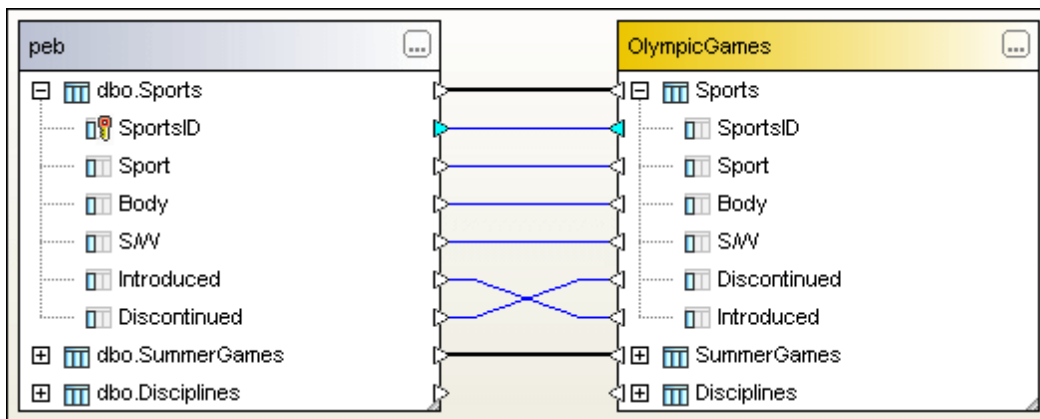 peb
dbo.Sports
SportsID
Sport
Body
S/W
Introduced
Discontinued
dbo.SummerGames
dbo.Disciplines
OlympicGames
Sports
SportsID
Sport
Body
S/W
Discontinued
Introduced
SummerGames
Disciplines